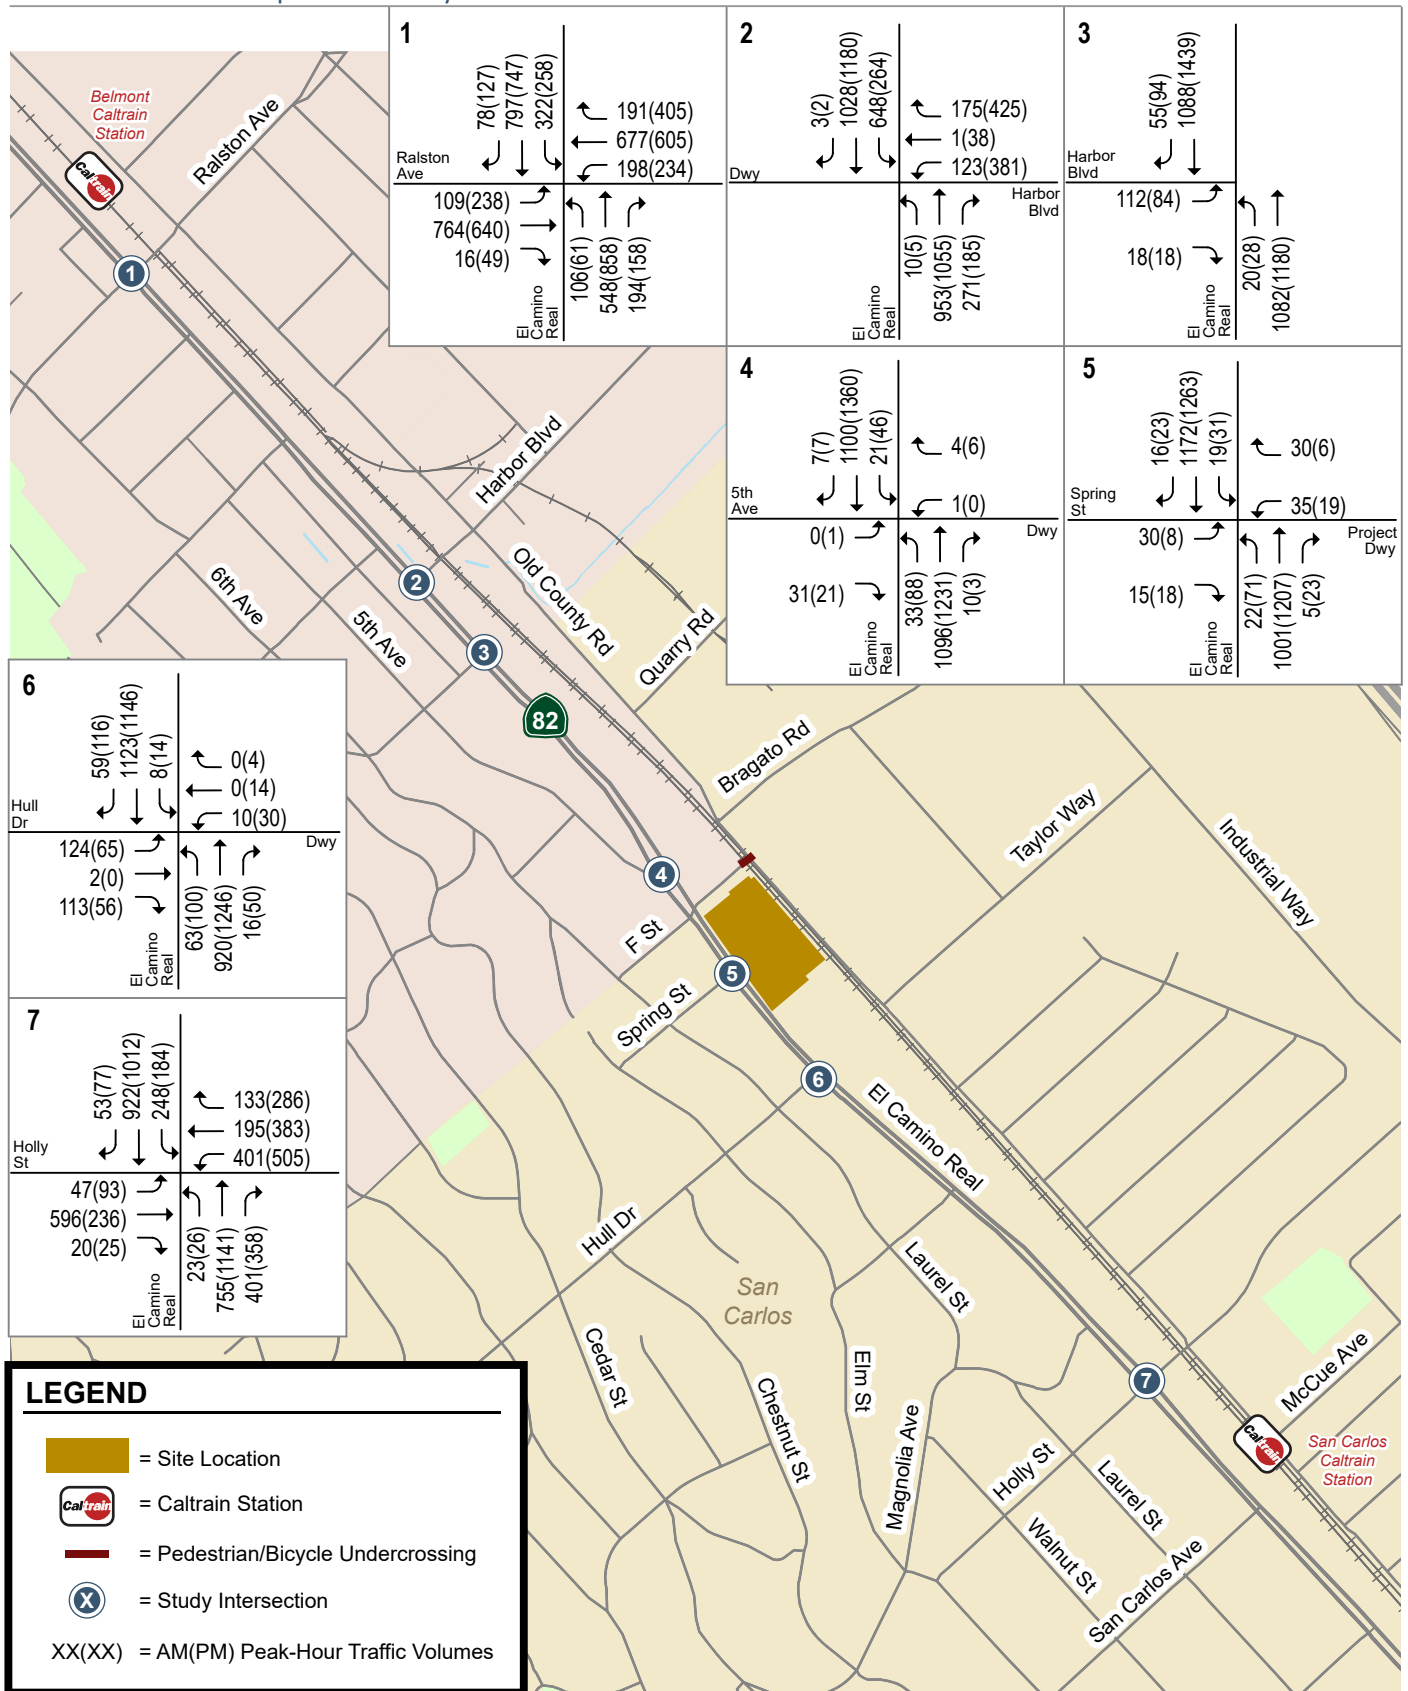 1
78(127)
797(747)
322(258)
191(405)
677(605)
198(234)
Ralston
Ave
109(238)
764(640)
16(49)
106(61)
548(858)
194(158)
El
Camino
Real
2
3(2)
1028(1180)
648(264)
175(425)
1(38)
123(381)
Dwy
Harbor
Blvd
10(5)
953(1055)
271(185)
El
Camino
Real
3
55(94)
1088(1439)
Harbor
Blvd
112(84)
18(18)
20(28)
1082(1180)
El
Camino
Real
4
7(7)
1100(1360)
21(46)
4(6)
1(0)
5th
Ave
Dwy
0(1)
31(21)
33(88)
1096(1231)
10(3)
El
Camino
Real
5
16(23)
1172(1263)
19(31)
30(6)
35(19)
Spring
St
Project
Dwy
30(8)
15(18)
22(71)
1001(1207)
5(23)
El
Camino
Real
6
59(116)
1123(1146)
8(14)
0(4)
0(14)
10(30)
Hull
Dr
Dwy
124(65)
2(0)
113(56)
63(100)
920(1246)
16(50)
El
Camino
Real
7
53(77)
922(1012)
248(184)
133(286)
195(383)
401(505)
Holly
St
47(93)
596(236)
20(25)
23(26)
755(1141)
401(358)
El
Camino
Real
Belmont
Caltrain
Station
Caltrain
Ralston Ave
1
Harbor Blvd
2
Old County Rd
6th Ave
5th Ave
3
Quarry Rd
82
Bragato Rd
Taylor Way
Industrial Way
4
F St
5
Spring St
6
El Camino Real
Hull Dr
San
Carlos
Laurel St
Cedar St
Elm St
Chestnut St
Magnolia Ave
7
McCue Ave
Caltrain
San Carlos
Caltrain
Station
Holly St
Laurel St
Walnut St
San Carlos Ave
LEGEND
= Site Location
Caltrain
= Caltrain Station
= Pedestrian/Bicycle Undercrossing
X
= Study Intersection
XX(XX) = AM(PM) Peak-Hour Traffic Volumes